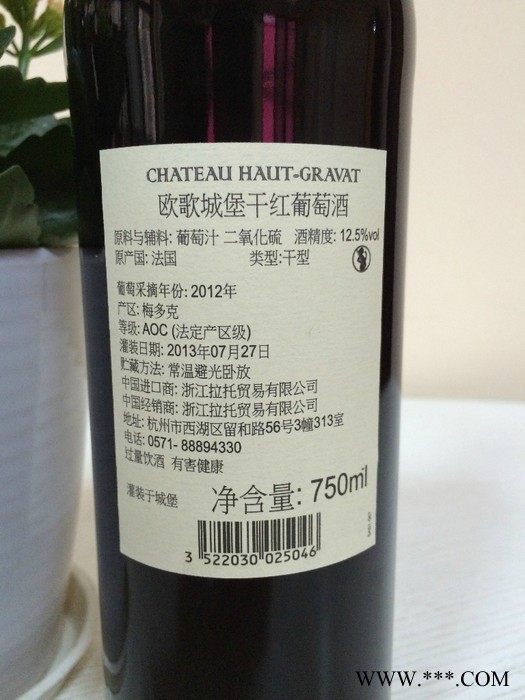 CHATEAU HAUT-GRAVAT
欧歌城堡干红葡萄酒
原料与辅料: 葡萄汁 二氧化硫 酒精度: 12.5%vol
原产国: 法国 类型:干型
葡萄采摘年份: 2012年
产区: 梅多克
等级: AOC (法定产区级)
灌装日期: 2013年07月27日
贮藏方法: 常温避光卧放
中国进口商: 浙江拉托贸易有限公司
中国经销商: 浙江拉托贸易有限公司
地址: 杭州市西湖区留和路56号3幢313室
电话: 0571- 88894330
过量饮酒 有害健康
灌装于城堡 净含量: 750ml
3 522030 025046
WWW.***.COM